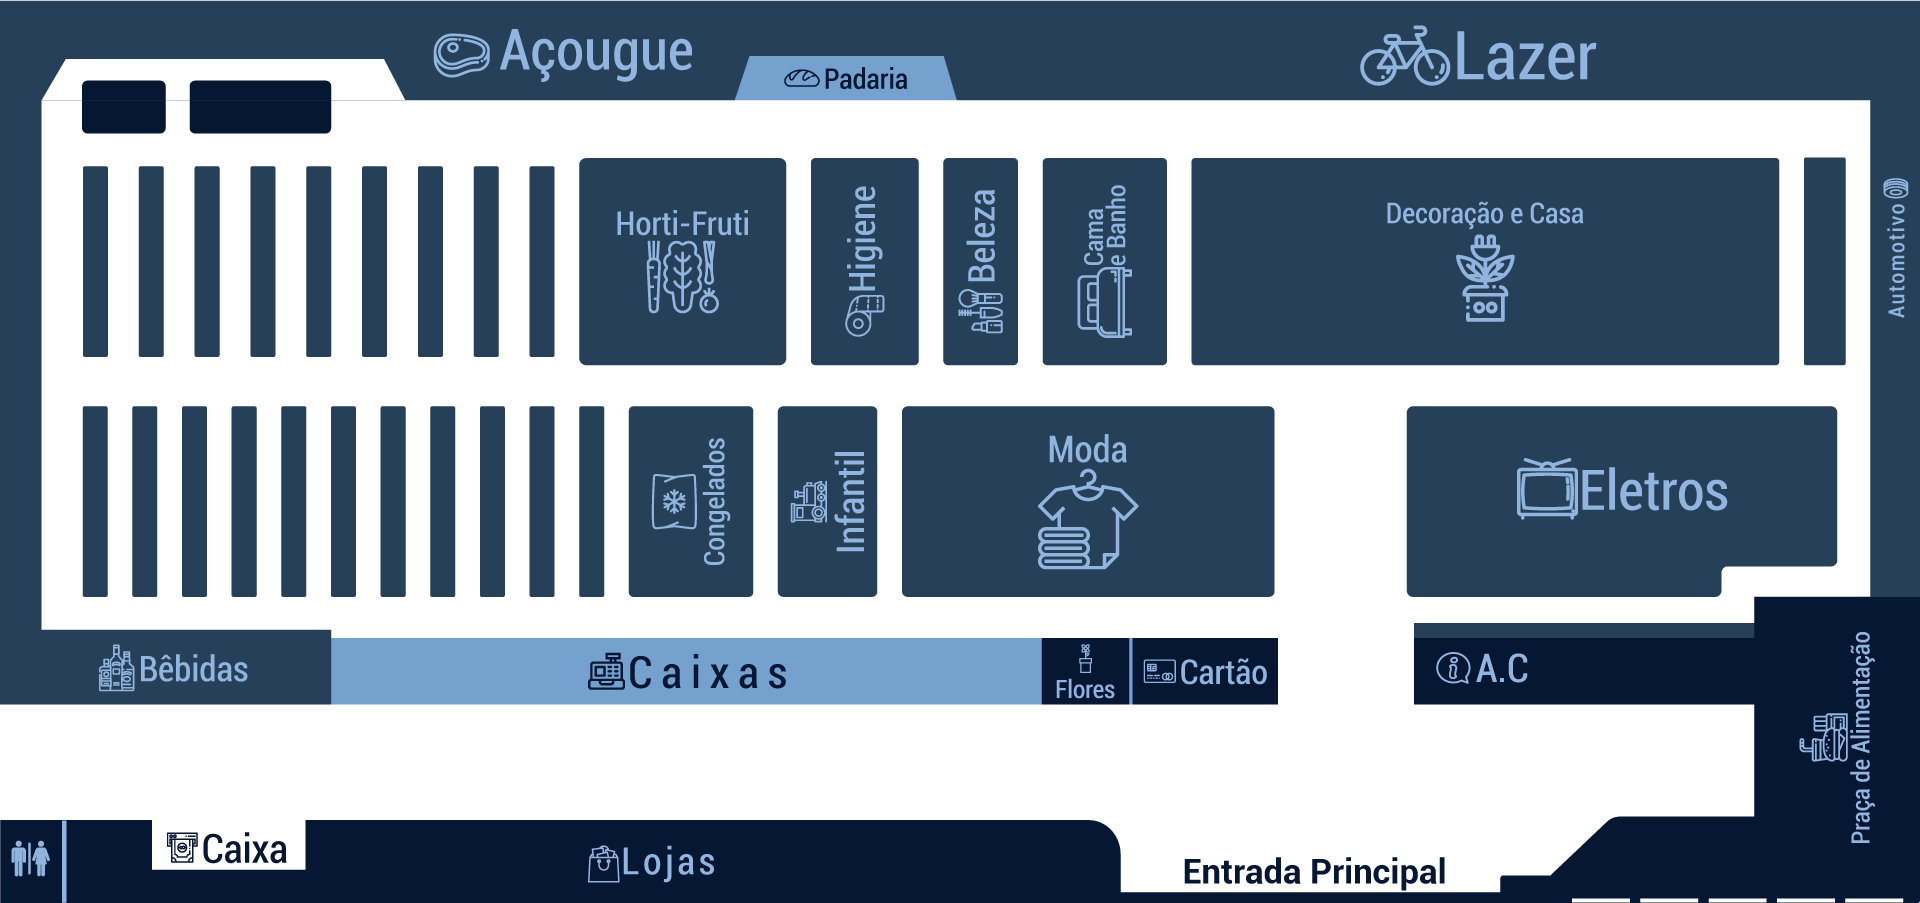 Açougue
Padaria
Lazer
Automotivo
Horti-Fruti
Higiene
Beleza
Cama
e Banho
Decoração e Casa
Congelados
Infantil
Moda
Eletros
Bêbidas
Caixas
Flores
Cartão
A.C
Praça de Alimentação
Caixa
Lojas
Entrada Principal